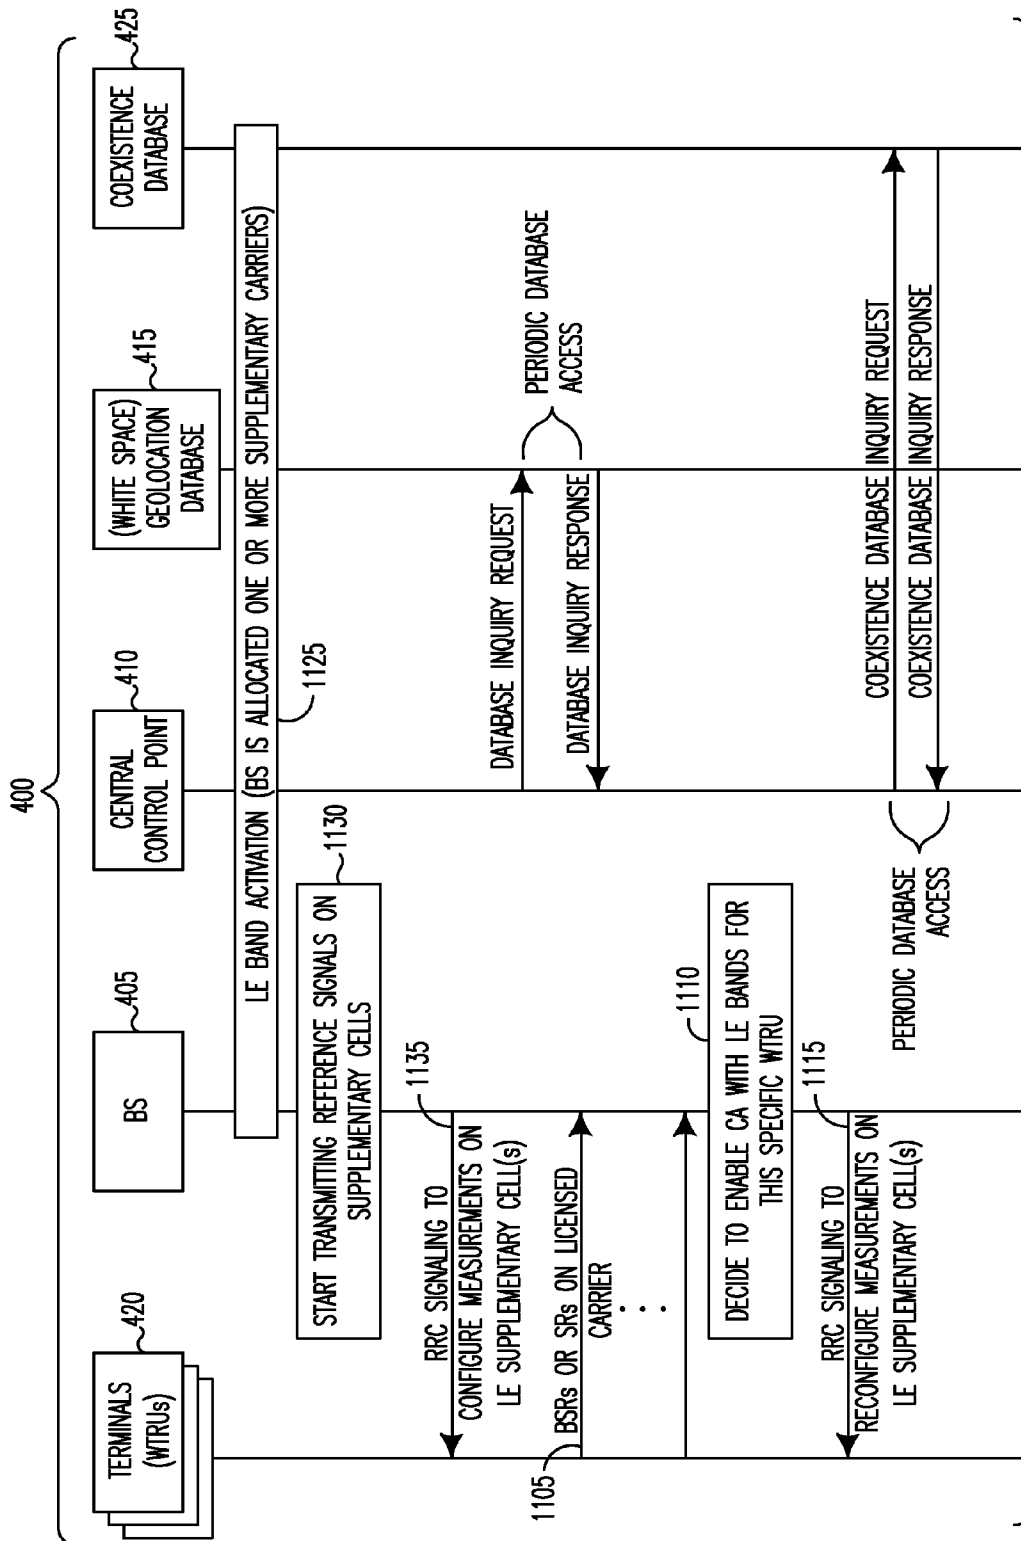 400
TERMINALS
(WTRUs)
420
BS
405
CENTRAL
CONTROL POINT
410
(WHITE SPACE)
GEOLOCATION
DATABASE
415
COEXISTENCE
DATABASE
425
LE BAND ACTIVATION (BS IS ALLOCATED ONE OR MORE SUPPLEMENTARY CARRIERS)
1125
START TRANSMITTING REFERENCE SIGNALS ON
SUPPLEMENTARY CELLS
1130
RRC SIGNALING TO
CONFIGURE MEASUREMENTS ON
LE SUPPLEMENTARY CELL(s)
1135
DATABASE INQUIRY REQUEST
DATABASE INQUIRY RESPONSE
PERIODIC DATABASE
ACCESS
1105
BSRs OR SRs ON LICENSED
CARRIER
. . .
DECIDE TO ENABLE CA WITH LE BANDS FOR
THIS SPECIFIC WTRU
1110
RRC SIGNALING TO
RECONFIGURE MEASUREMENTS ON
LE SUPPLEMENTARY CELL(s)
1115
PERIODIC DATABASE
ACCESS
COEXISTENCE DATABASE INQUIRY REQUEST
COEXISTENCE DATABASE INQUIRY RESPONSE